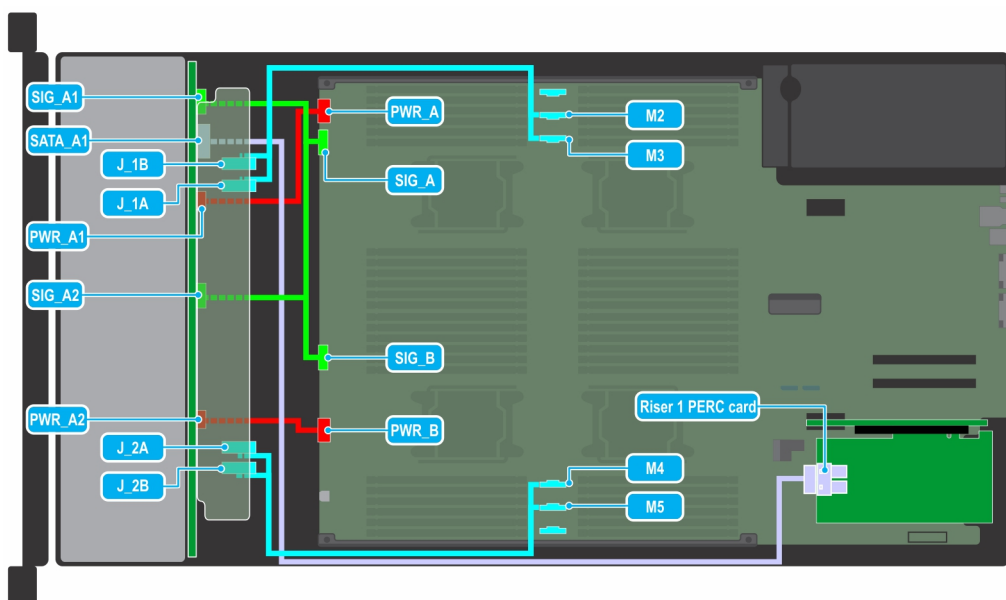 SIG_A1
SATA_A1
J_1B
J_1A
PWR_A1
SIG_A2
PWR_A2
J_2A
J_2B
PWR_A
SIG_A
SIG_B
PWR_B
M2
M3
M4
M5
Riser 1 PERC card